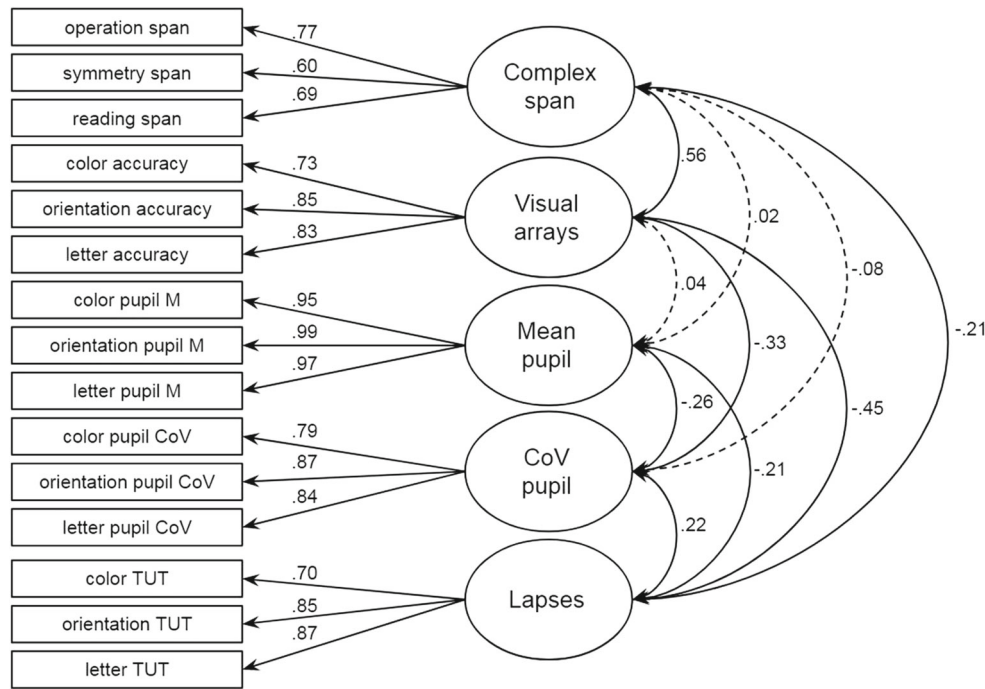 operation span
symmetry span
reading span
color accuracy
orientation accuracy
letter accuracy
color pupil M
orientation pupil M
letter pupil M
color pupil CoV
orientation pupil CoV
letter pupil CoV
color TUT
orientation TUT
letter TUT
.77
.60
.69
.73
.85
.83
.95
.99
.97
.79
.87
.84
.70
.85
.87
Complex
span
Visual
arrays
Mean
pupil
CoV
pupil
Lapses
.56
.02
.04
-.08
-.21
-.33
-.26
-.45
-.21
.22